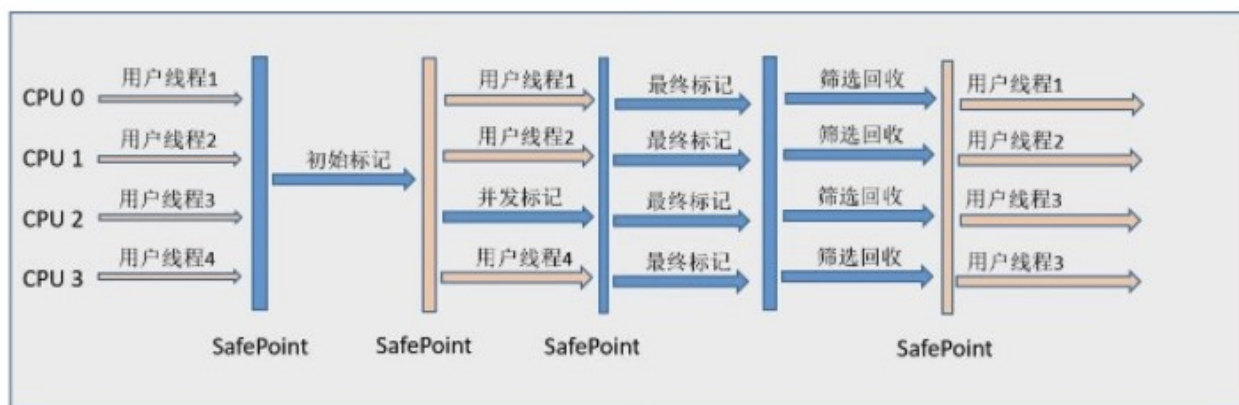 CPU 0 用户线程1 用户线程1 最终标记 筛选回收 用户线程1
CPU 1 用户线程2 初始标记 用户线程2 最终标记 筛选回收 用户线程2
CPU 2 用户线程3 并发标记 最终标记 筛选回收 用户线程3
CPU 3 用户线程4 用户线程4 最终标记 筛选回收 用户线程3
SafePoint SafePoint SafePoint SafePoint